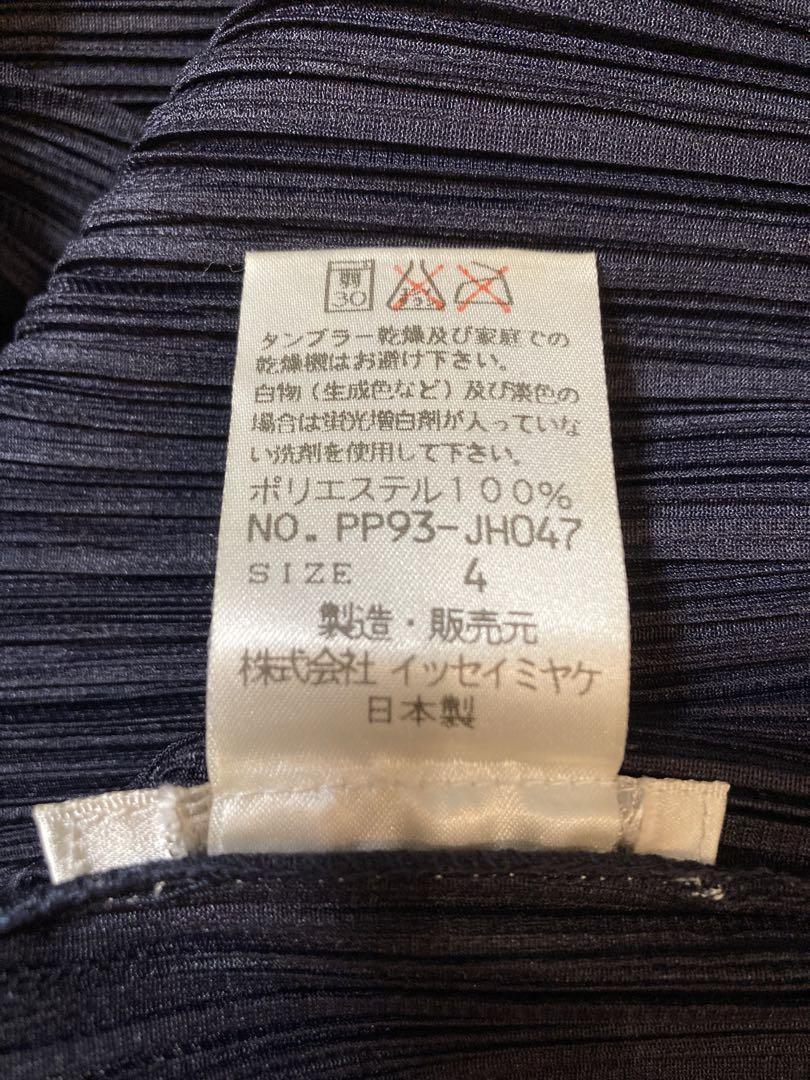 弱
30
エンソ
タンブラー乾燥及び家庭での
乾燥機はお避け下さい。
白物（生成色など）及び淡色の
場合は蛍光増白剤が入っていな
い洗剤を使用して下さい。
ポリエステル１００％
NO. PP93-JH047
SIZE 4
製造・販売元
株式会社 イッセイミヤケ
日本製